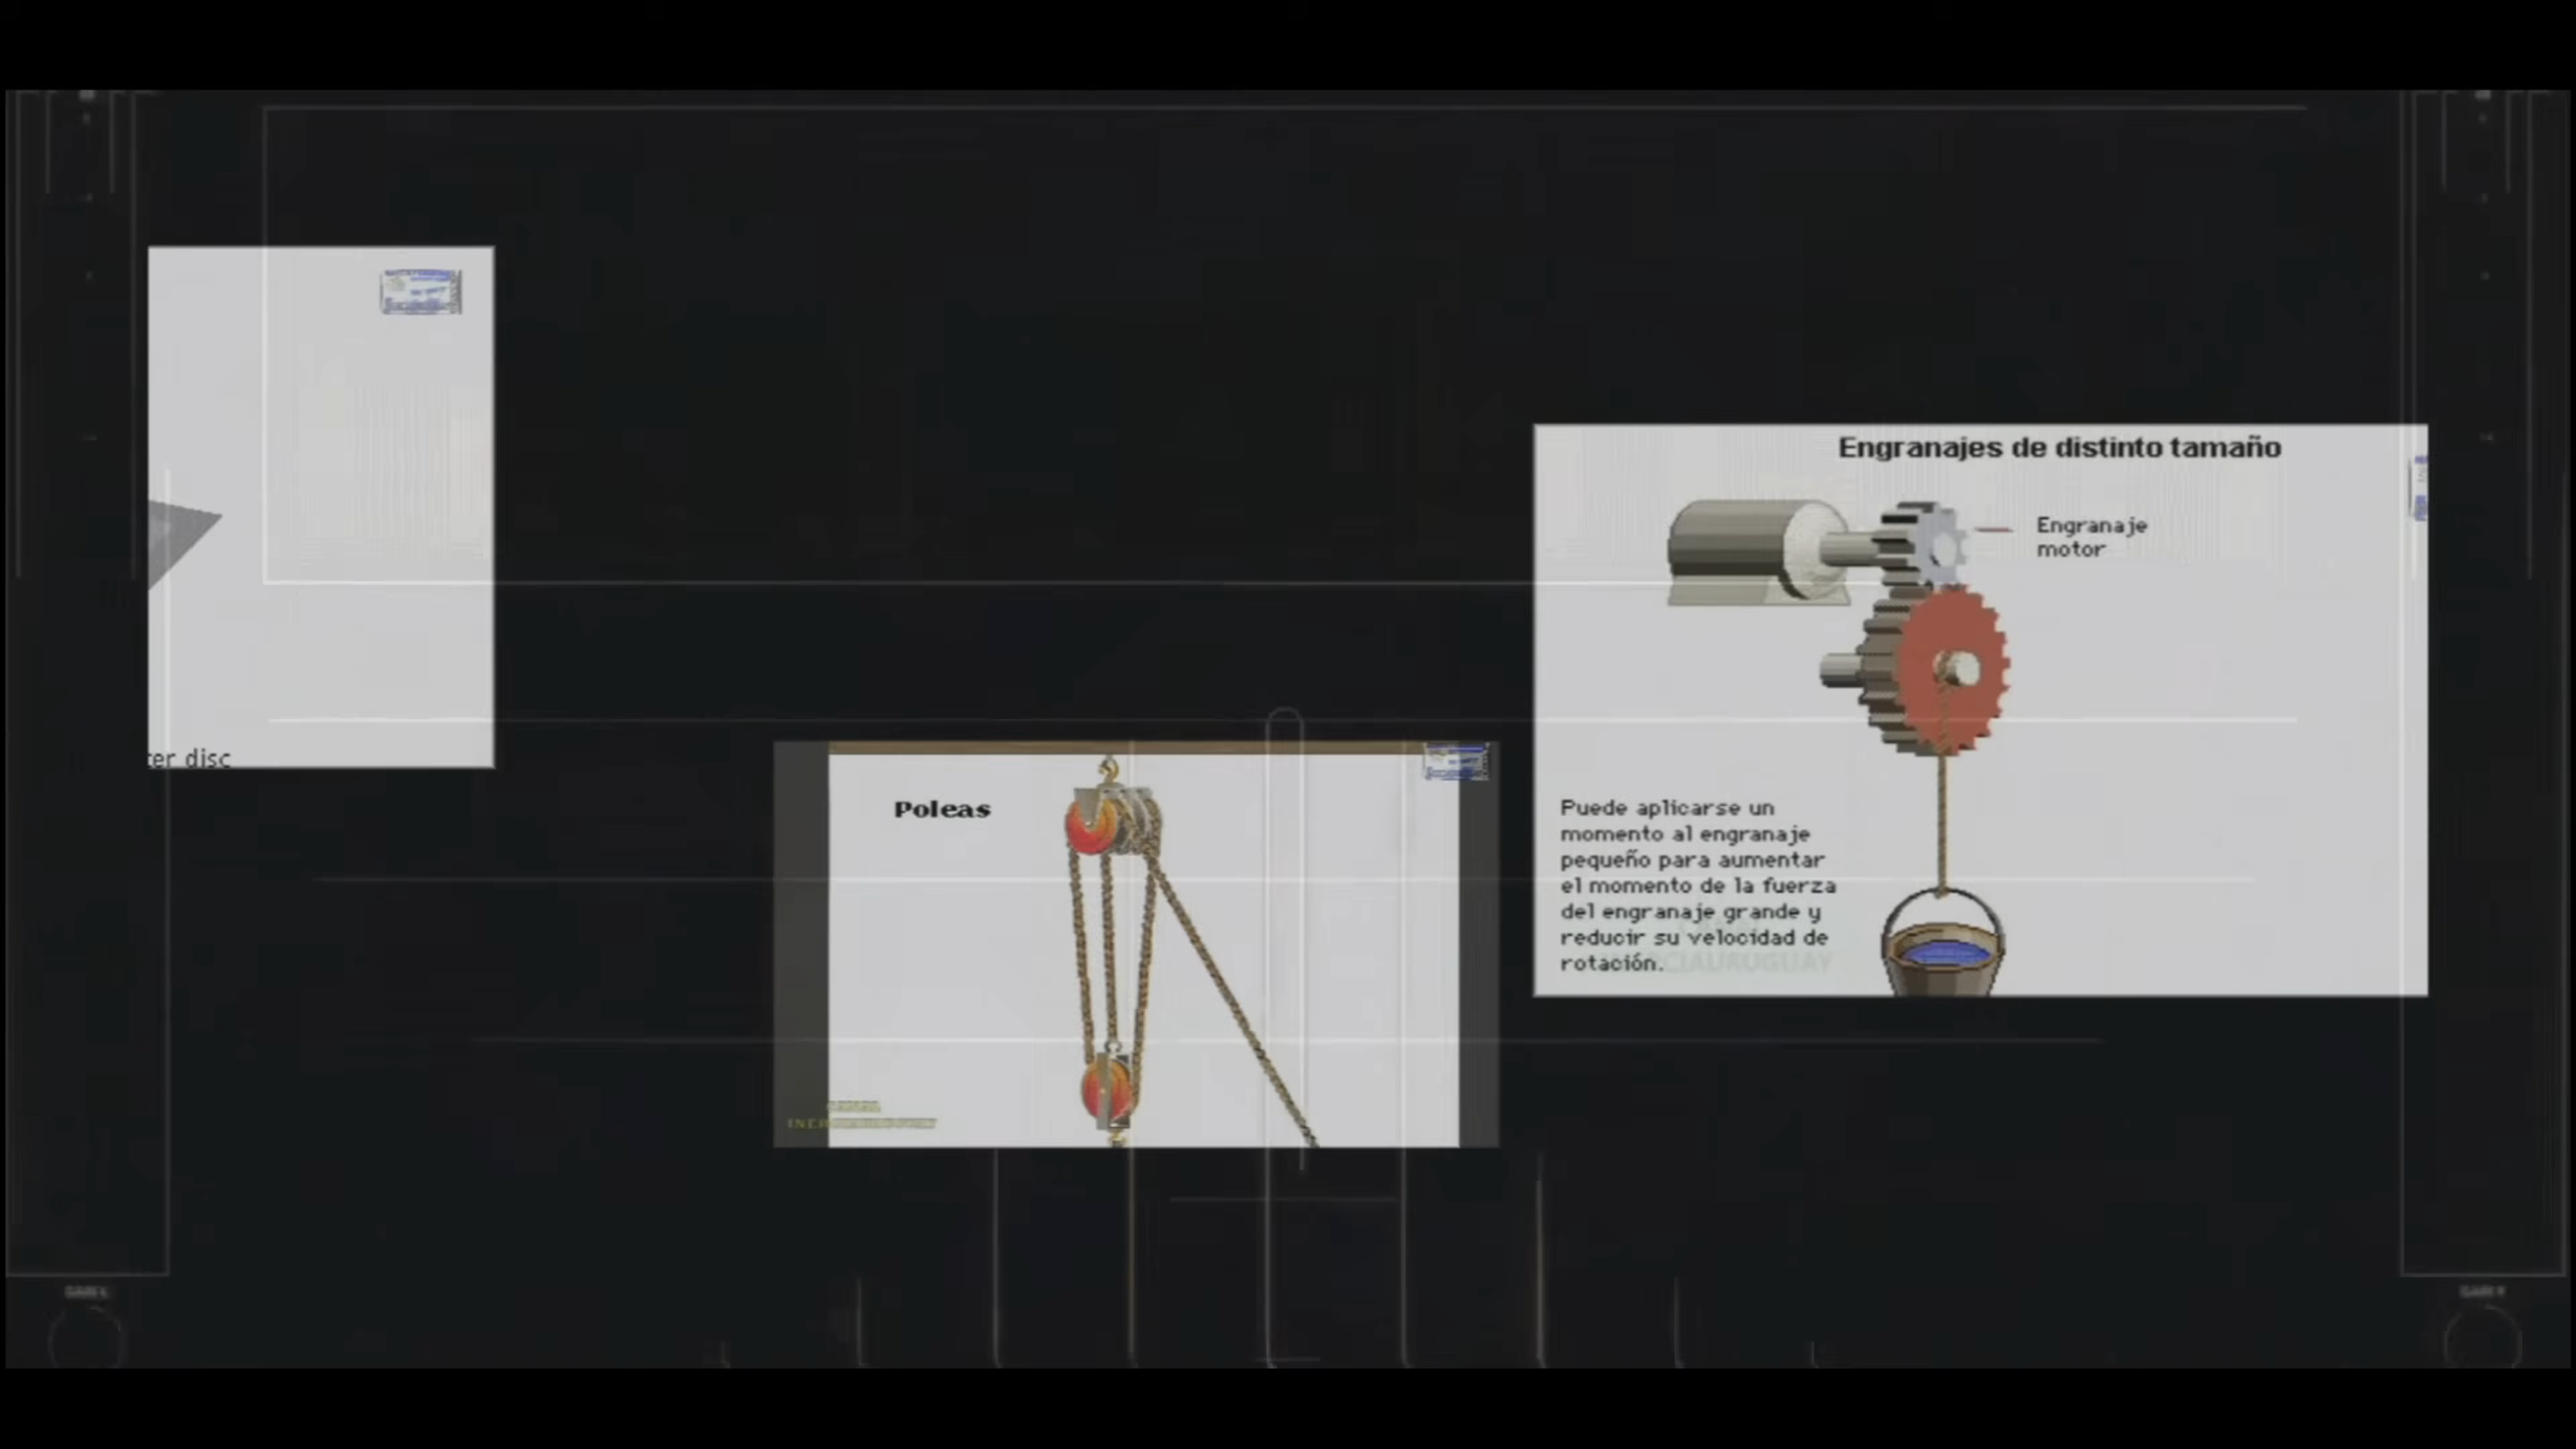 disc
Poleas
Engranajes de distinto tamaño
Engranaje
motor
Puede aplicarse un
momento al engranaje
pequeño para aumentar
el momento de la fuerza
del engranaje grande y
reducir su velocidad de
rotación.